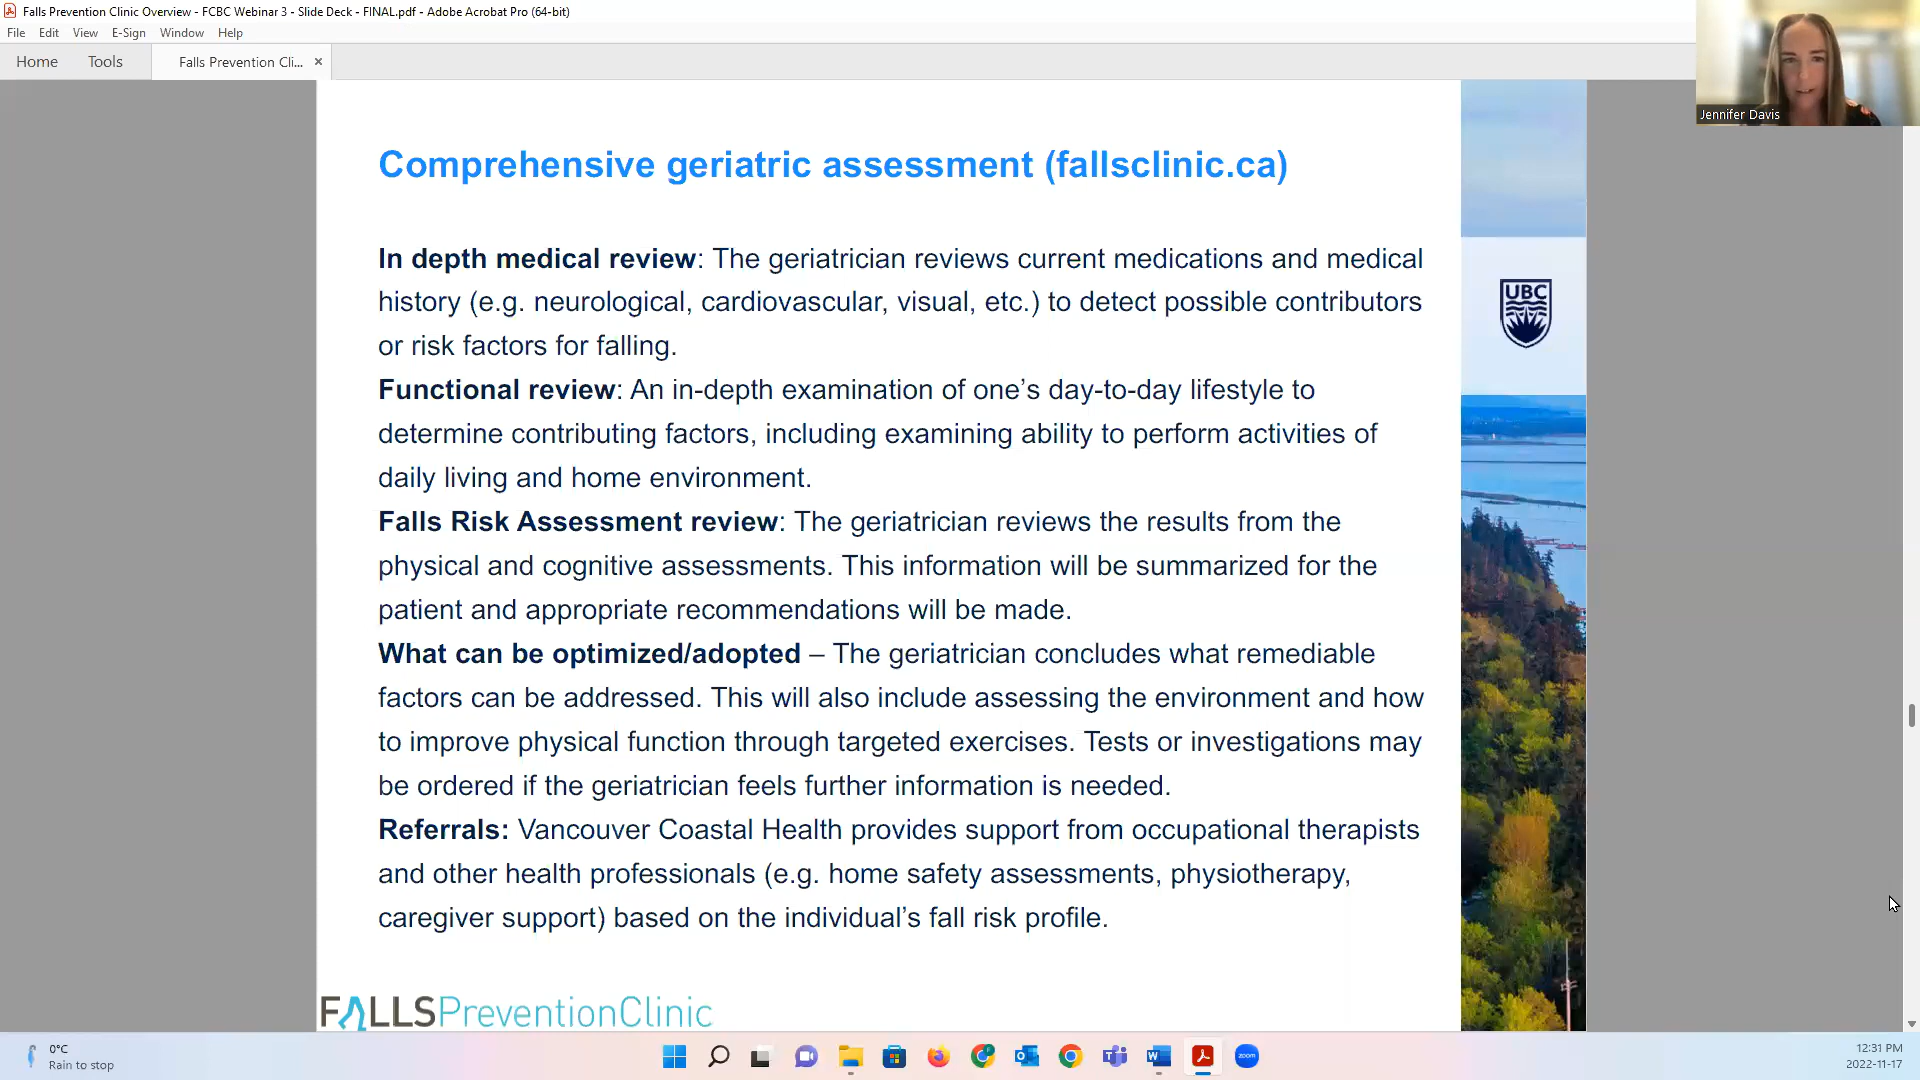 Falls Prevention Clinic Overview - FCBC Webinar 3 - Slide Deck - FINAL.pdf - Adobe Acrobat Pro (64-bit)
File Edit View E-Sign Window Help
Home Tools Falls Prevention Cli... ×
Jennifer Davis
Comprehensive geriatric assessment (fallsclinic.ca)
In depth medical review: The geriatrician reviews current medications and medical
history (e.g. neurological, cardiovascular, visual, etc.) to detect possible contributors
or risk factors for falling.
Functional review: An in-depth examination of one’s day-to-day lifestyle to
determine contributing factors, including examining ability to perform activities of
daily living and home environment.
Falls Risk Assessment review: The geriatrician reviews the results from the
physical and cognitive assessments. This information will be summarized for the
patient and appropriate recommendations will be made.
What can be optimized/adopted – The geriatrician concludes what remediable
factors can be addressed. This will also include assessing the environment and how
to improve physical function through targeted exercises. Tests or investigations may
be ordered if the geriatrician feels further information is needed.
Referrals: Vancouver Coastal Health provides support from occupational therapists
and other health professionals (e.g. home safety assessments, physiotherapy,
caregiver support) based on the individual’s fall risk profile.
UBC
FALLSPreventionClinic
0°C
Rain to stop
zoom
12:31 PM
2022-11-17